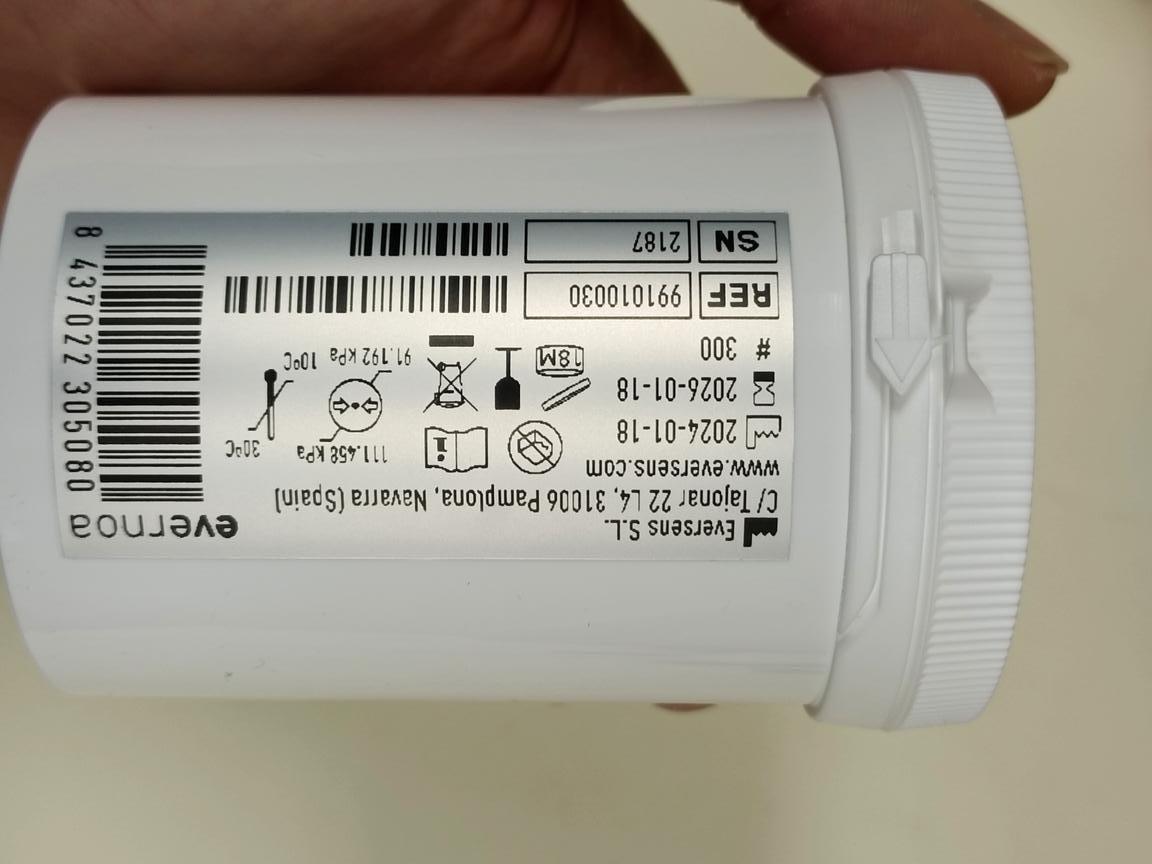 Eversens S.L.
C/ Tajonar 22 L4, 31006 Pamplona, Navarra (Spain)
www.eversens.com
2024-01-18
2026-01-18
# 300
REF 991010030
SN 2187
18M
111.458 kPa
91.192 kPa
30ºC
10ºC
evernoa
8 437022 305080